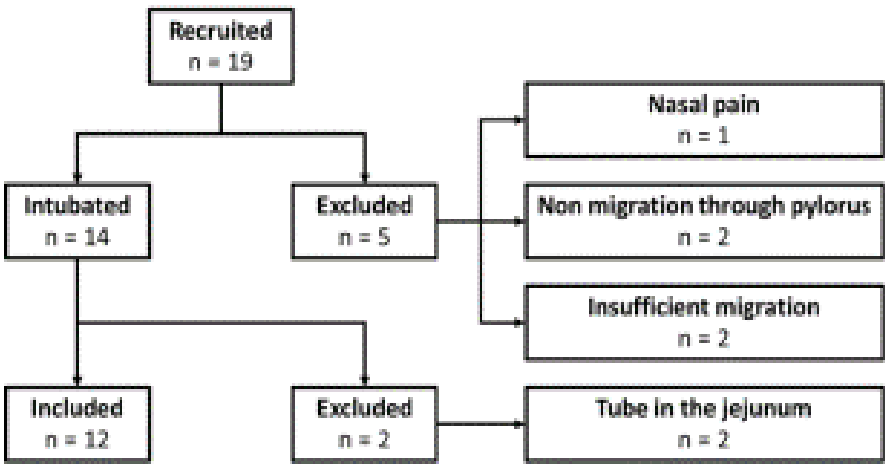 Recruited
n = 19
Nasal pain
n = 1
Intubated
n = 14
Excluded
n = 5
Non migration through pylorus
n = 2
Insufficient migration
n = 2
Included
n = 12
Excluded
n = 2
Tube in the jejunum
n = 2